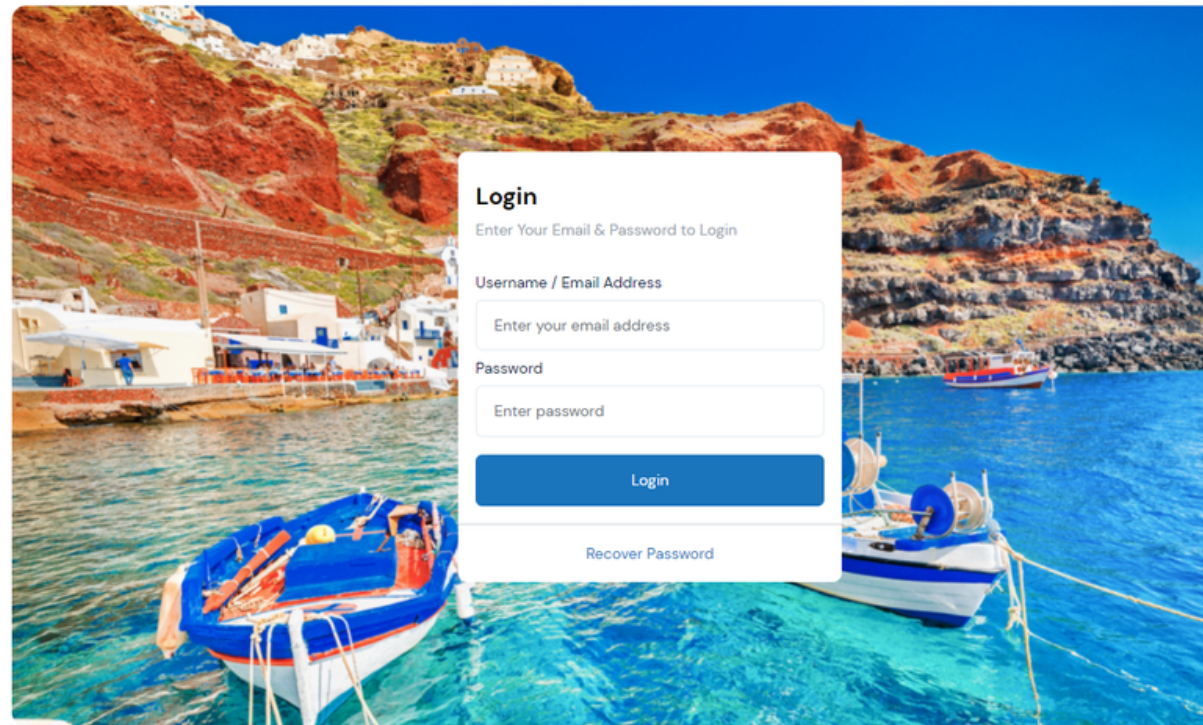 Login
Enter Your Email & Password to Login
Username / Email Address
Enter your email address
Password
Enter password
Login
Recover Password